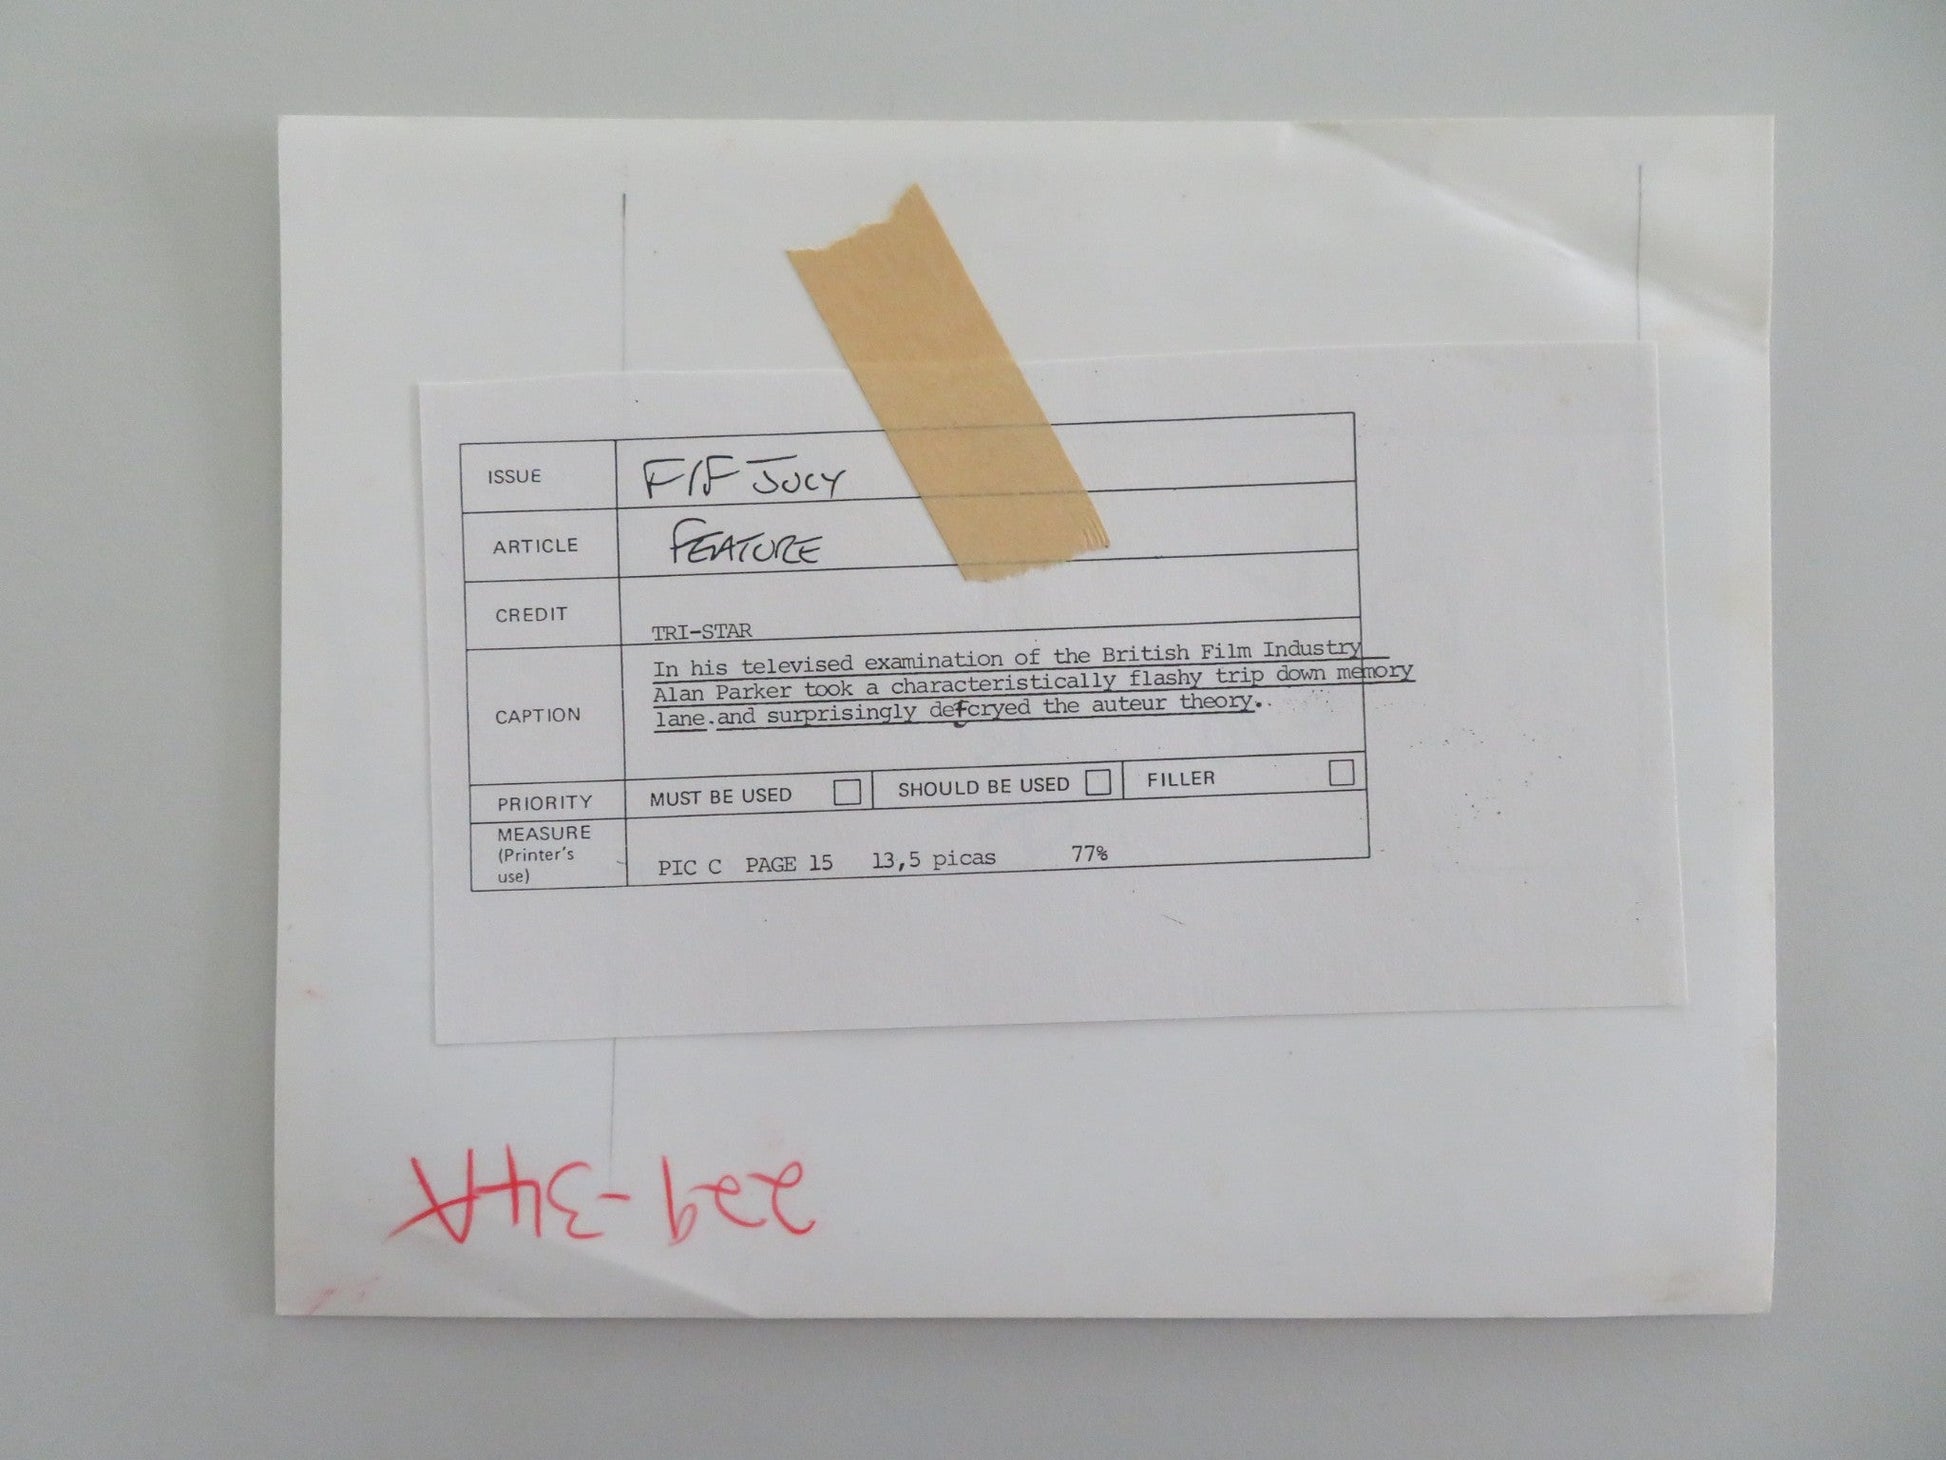 ISSUE F/F JULY
ARTICLE FEATURE
CREDIT TRI-STAR
CAPTION
In his televised examination of the British Film Industry
Alan Parker took a characteristically flashy trip down memory
lane.and surprisingly decryed the auteur theory.
PRIORITY MUST BE USED SHOULD BE USED FILLER
MEASURE
(Printer's
use)
PIC C PAGE 15 13,5 picas 77%
229-34A